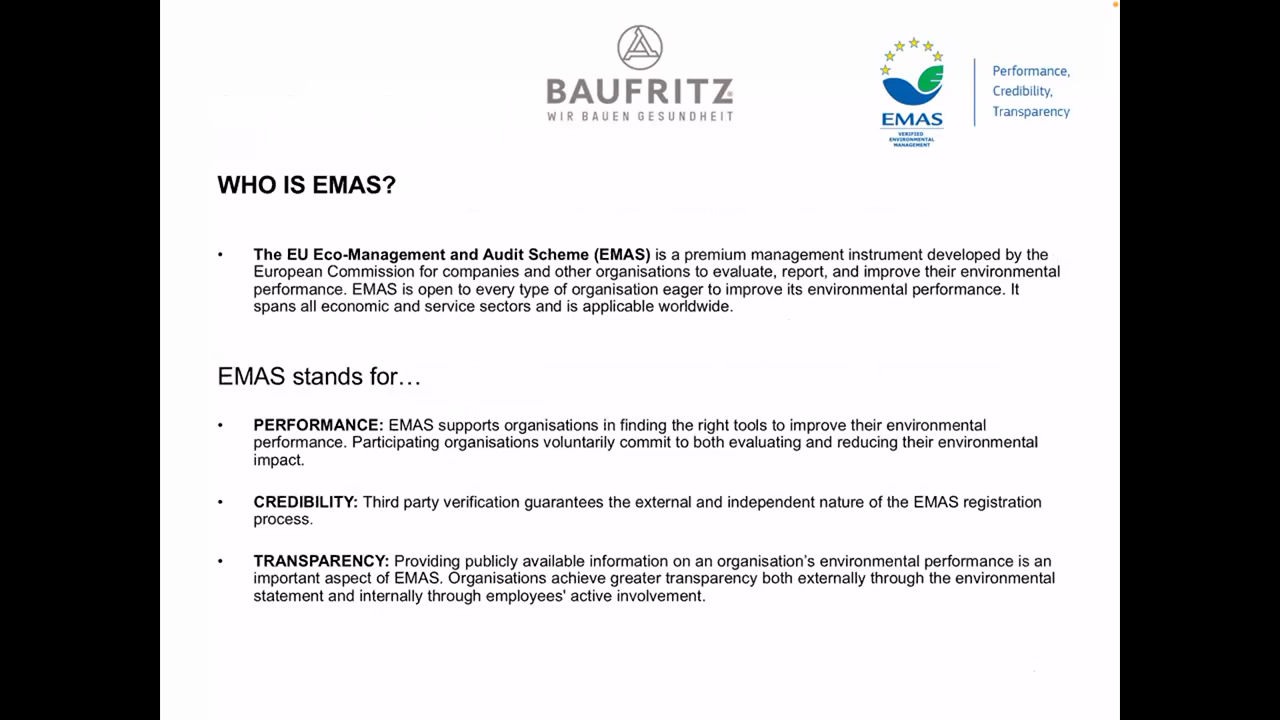 BAUFRITZ
WIR BAUEN GESUNDHEIT
EMAS
VERIFIED
ENVIRONMENTAL
MANAGEMENT
Performance,
Credibility,
Transparency
WHO IS EMAS?
• The EU Eco-Management and Audit Scheme (EMAS) is a premium management instrument developed by the
European Commission for companies and other organisations to evaluate, report, and improve their environmental
performance. EMAS is open to every type of organisation eager to improve its environmental performance. It
spans all economic and service sectors and is applicable worldwide.
EMAS stands for…
• PERFORMANCE: EMAS supports organisations in finding the right tools to improve their environmental
performance. Participating organisations voluntarily commit to both evaluating and reducing their environmental
impact.
• CREDIBILITY: Third party verification guarantees the external and independent nature of the EMAS registration
process.
• TRANSPARENCY: Providing publicly available information on an organisation’s environmental performance is an
important aspect of EMAS. Organisations achieve greater transparency both externally through the environmental
statement and internally through employees' active involvement.